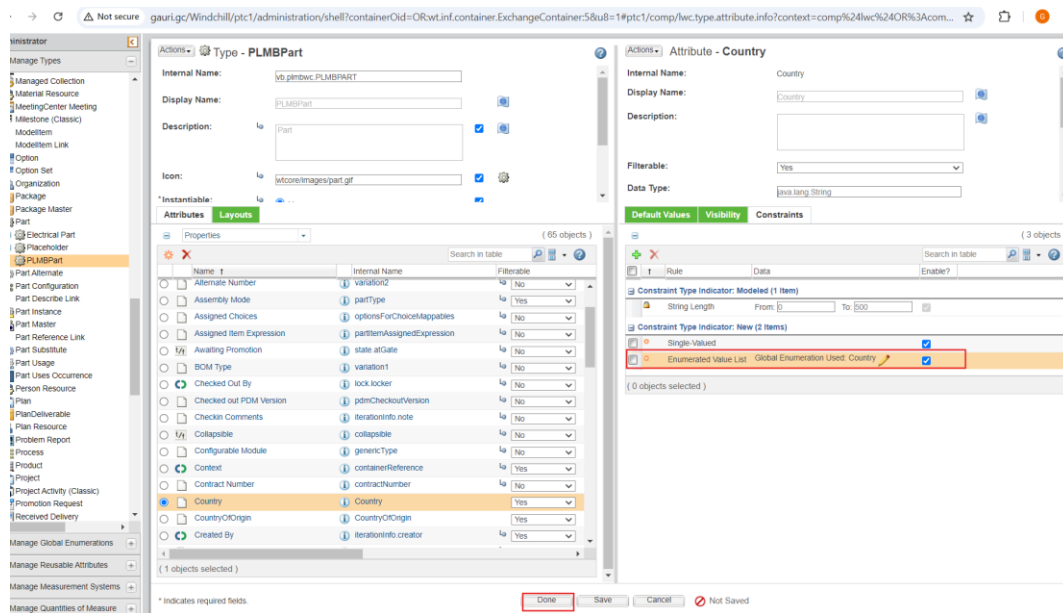 Not secure
gauri.gc/Windchill/ptc1/administration/shell?containerOid=OR:wt.inf.container.ExchangeContainer:5&u8=1#ptc1/comp/lwc.type.attribute.info?context=comp%24lwc%24OR%3Acom...
ministrator
Manage Types
Managed Collection
Material Resource
MeetingCenter Meeting
Milestone (Classic)
ModelItem
ModelItem Link
Option
Option Set
Organization
Package
Package Master
Part
Electrical Part
Placeholder
PLMBPart
Part Alternate
Part Configuration
Part Describe Link
Part Instance
Part Master
Part Reference Link
Part Substitute
Part Usage
Part Uses Occurrence
Person Resource
Plan
PlanDeliverable
Plan Resource
Problem Report
Process
Product
Project
Project Activity (Classic)
Promotion Request
Received Delivery
Manage Global Enumerations
Manage Reusable Attributes
Manage Measurement Systems
Manage Quantities of Measure
Actions Type - PLMBPart
Internal Name: vb.plmbwc.PLMBPART
Display Name: PLMBPart
Description: Part
Icon: wtcore/images/part.gif
*Instantiable:
Attributes Layouts
Properties (65 objects)
Search in table
Name Internal Name Filterable
Alternate Number variation2 No
Assembly Mode partType Yes
Assigned Choices optionsForChoiceMappables No
Assigned Item Expression partItemAssignedExpression No
Awaiting Promotion state.atGate No
BOM Type variation1 No
Checked Out By lock.locker No
Checked out PDM Version pdmCheckoutVersion No
Checkin Comments iterationInfo.note No
Collapsible collapsible No
Configurable Module genericType No
Context containerReference Yes
Contract Number contractNumber No
Country Country Yes
CountryOfOrigin CountryOfOrigin Yes
Created By iterationInfo.creator Yes
(1 objects selected)
Actions Attribute - Country
Internal Name: Country
Display Name: Country
Description:
Filterable: Yes
Data Type: java.lang.String
Default Values Visibility Constraints
(3 objects
Search in table
Rule Data Enable?
Constraint Type Indicator: Modeled (1 item)
String Length From: 0 To: 500
Constraint Type Indicator: New (2 items)
Single-Valued
Enumerated Value List Global Enumeration Used: Country
(0 objects selected)
* Indicates required fields.
Done Save Cancel Not Saved